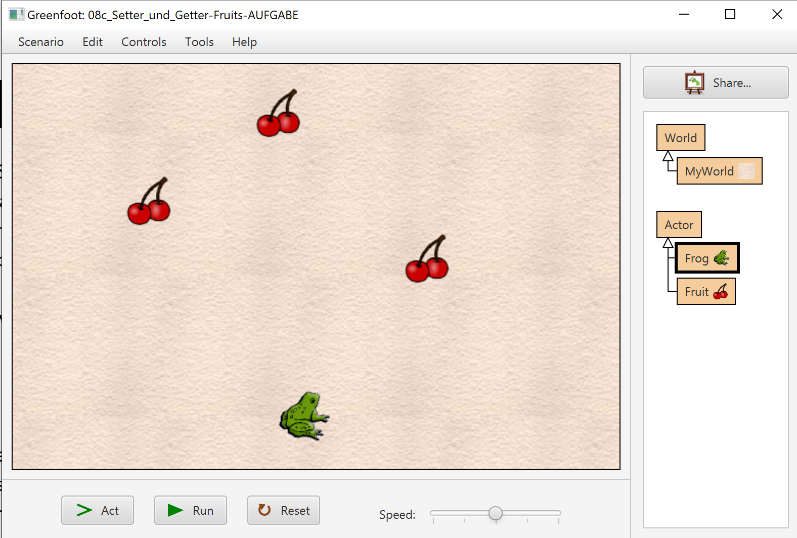 Greenfoot: 08c_Setter_und_Getter-Fruits-AUFGABE
Scenario Edit Controls Tools Help
Share...
World
MyWorld
Actor
Frog
Fruit
Act Run Reset Speed: